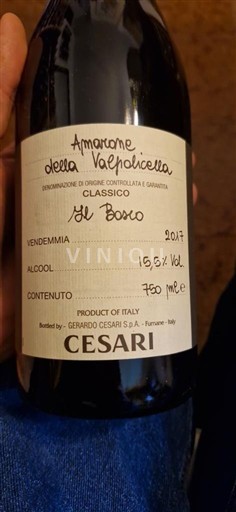 Amarone
della Valpolicella
DENOMINAZIONE DI ORIGINE CONTROLLATA E GARANTITA
CLASSICO
Il Bosco
VENDEMMIA 2017
VINIOU
ALCOOL 15,5% Vol.
CONTENUTO 750 ml e
PRODUCT OF ITALY
Bottled by - GERARDO CESARI S.p.A. - Fumane - Italy
CESARI